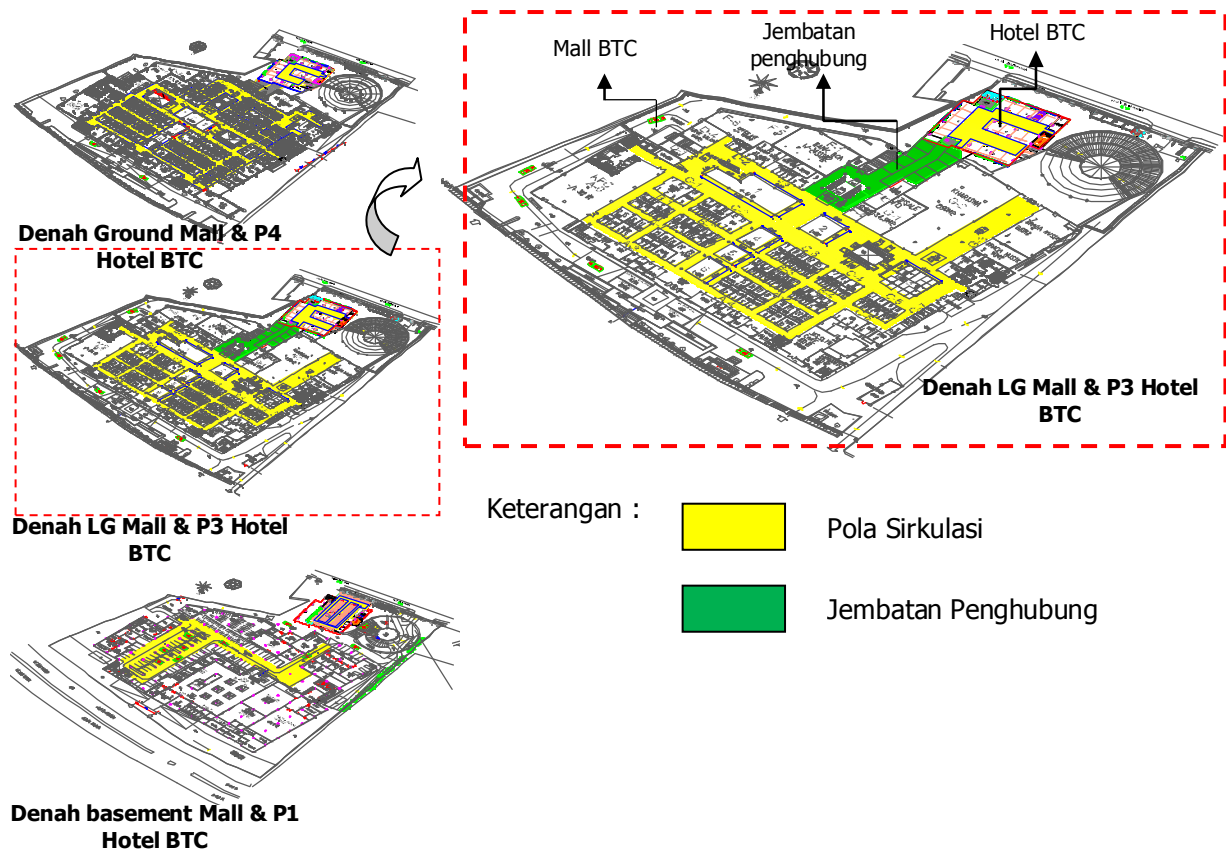 Mall BTC
Jembatan
penghubung
Hotel BTC
Denah Ground Mall & P4
Hotel BTC
Denah LG Mall & P3 Hotel
BTC
Denah LG Mall & P3 Hotel
BTC
Keterangan :
Pola Sirkulasi
Jembatan Penghubung
Denah basement Mall & P1
Hotel BTC